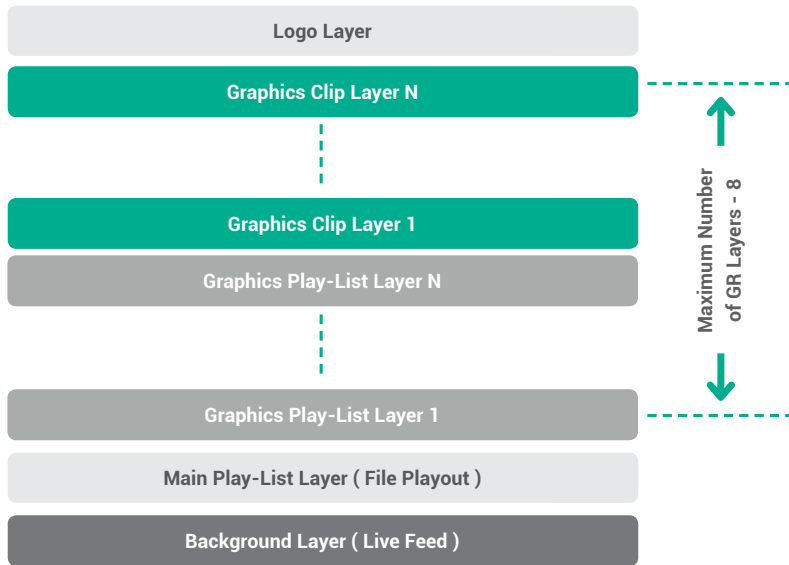 Logo Layer
Graphics Clip Layer N
Graphics Clip Layer 1
Graphics Play-List Layer N
Graphics Play-List Layer 1
Main Play-List Layer ( File Playout )
Background Layer ( Live Feed )
Maximum Number
of GR Layers - 8